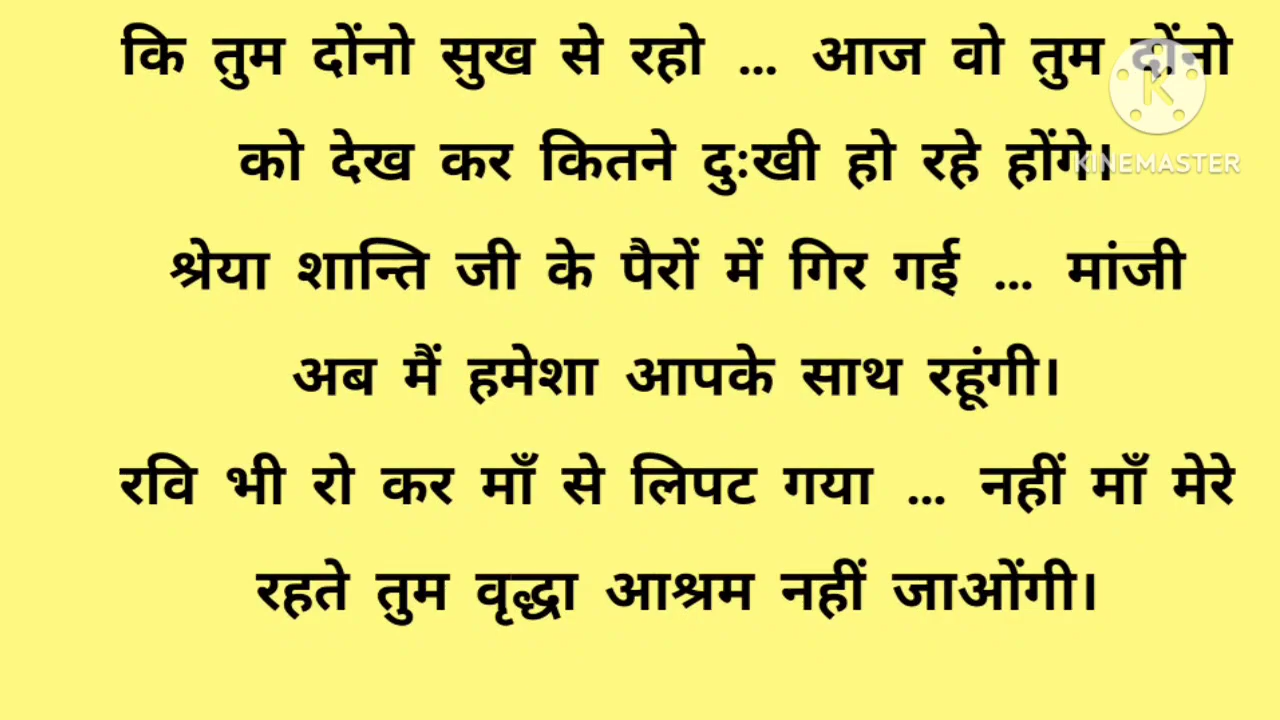 कि तुम दोंनो सुख से रहो ... आज वो तुम दोंनो
को देख कर कितने दुःखी हो रहे होंगे।
श्रेया शान्ति जी के पैरों में गिर गई ... मांजी
अब मैं हमेशा आपके साथ रहूंगी।
रवि भी रो कर माँ से लिपट गया ... नहीं माँ मेरे
रहते तुम वृद्धा आश्रम नहीं जाओंगी।
K
KINEMASTER